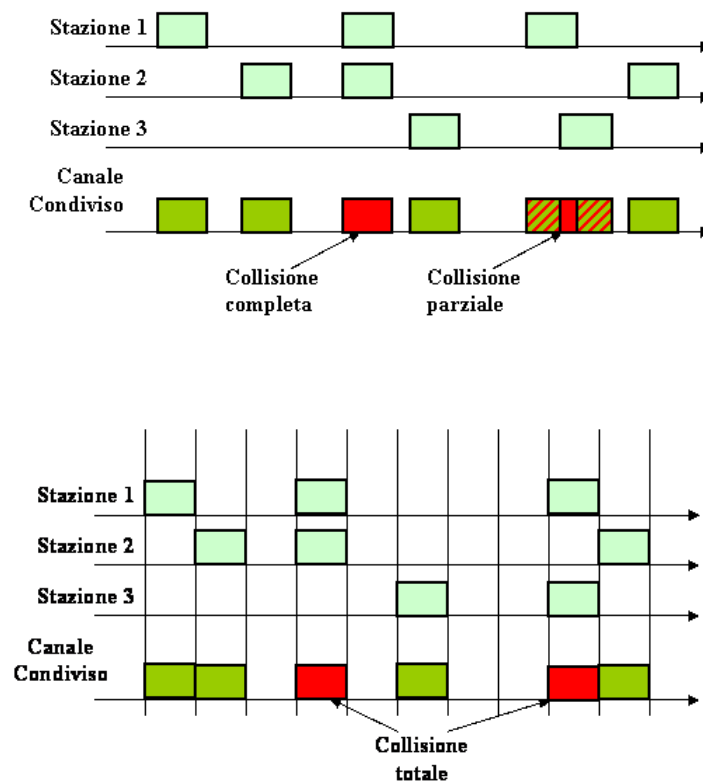 Stazione 1
Stazione 2
Stazione 3
Canale
Condiviso
Collisione
completa
Collisione
parziale
Stazione 1
Stazione 2
Stazione 3
Canale
Condiviso
Collisione
totale